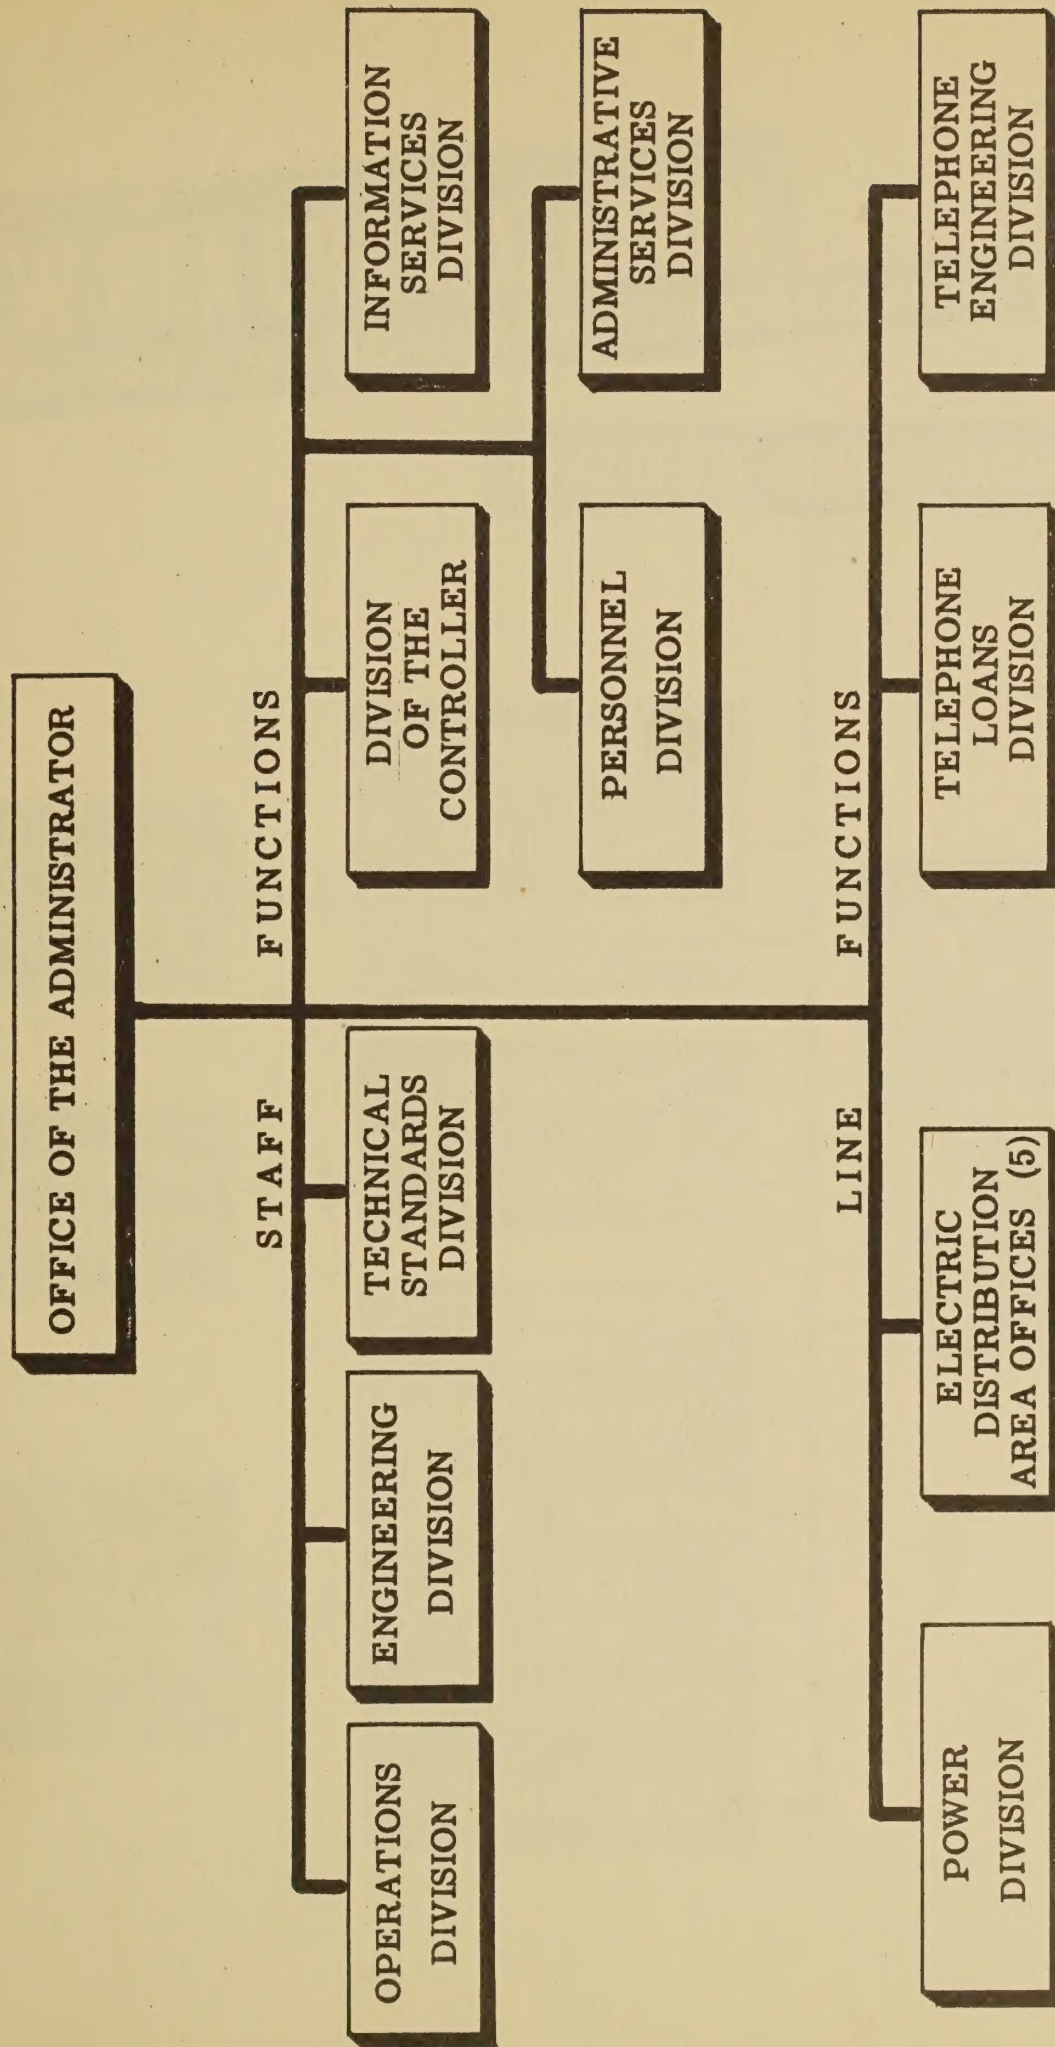 OFFICE OF THE ADMINISTRATOR
STAFF FUNCTIONS
OPERATIONS
DIVISION
ENGINEERING
DIVISION
TECHNICAL
STANDARDS
DIVISION
DIVISION
OF THE
CONTROLLER
INFORMATION
SERVICES
DIVISION
PERSONNEL
DIVISION
ADMINISTRATIVE
SERVICES
DIVISION
LINE FUNCTIONS
POWER
DIVISION
ELECTRIC
DISTRIBUTION
AREA OFFICES (5)
TELEPHONE
LOANS
DIVISION
TELEPHONE
ENGINEERING
DIVISION